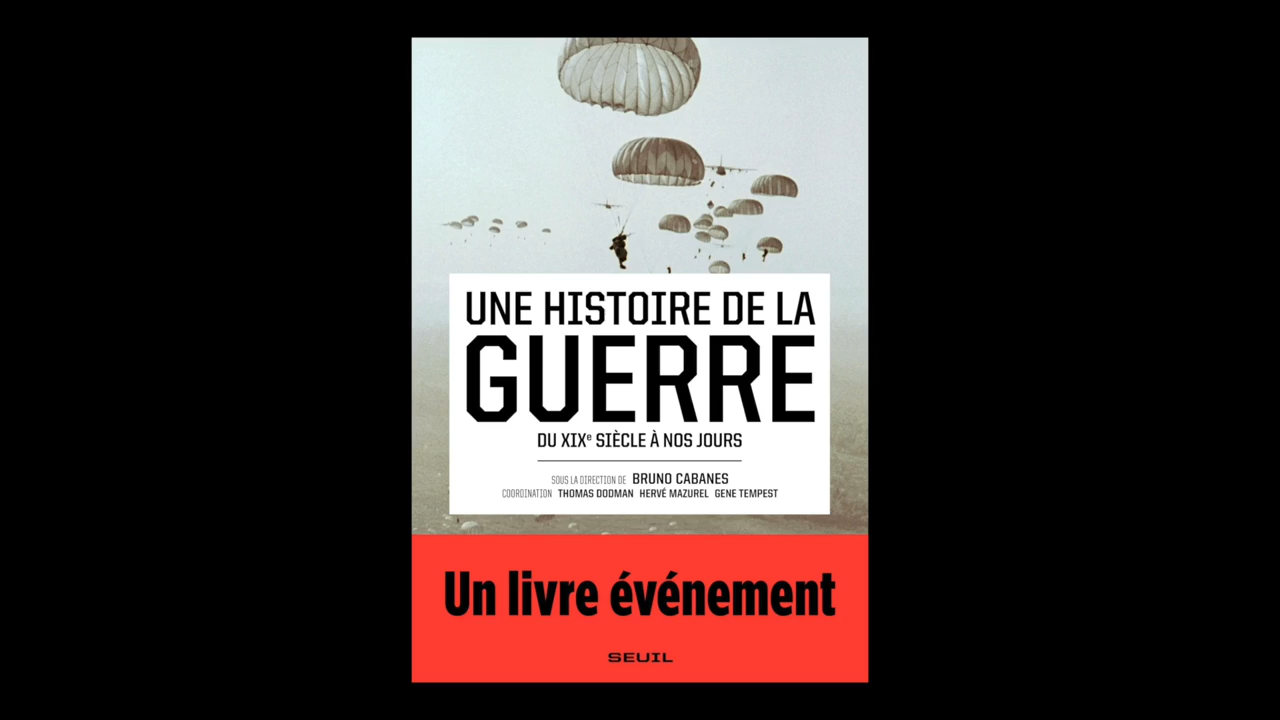 UNE HISTOIRE DE LA
GUERRE
DU XIXe SIÈCLE À NOS JOURS
SOUS LA DIRECTION DE BRUNO CABANES
COORDINATION THOMAS DODMAN HERVÉ MAZUREL GENE TEMPEST
Un livre événement
SEUIL